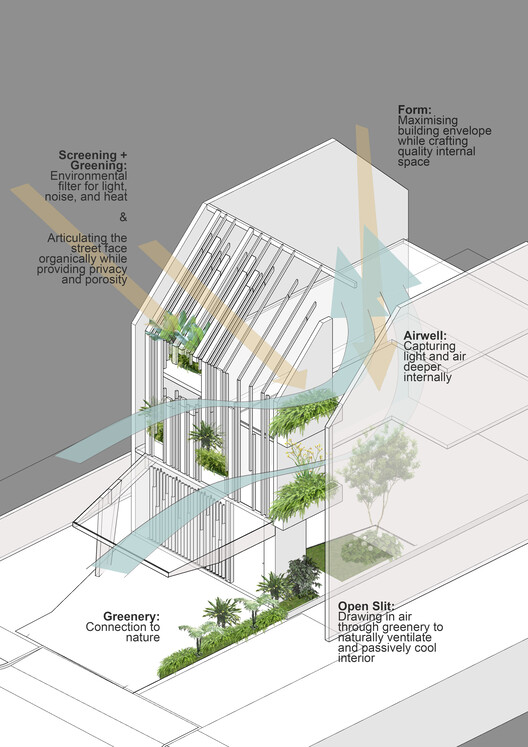 Form:
Maximising
building envelope
while crafting
quality internal
space
Screening +
Greening:
Environmental
filter for light,
noise, and heat
&
Articulating the
street face
organically while
providing privacy
and porosity
Airwell:
Capturing
light and air
deeper
internally
Greenery:
Connection to
nature
Open Slit:
Drawing in air
through greenery to
naturally ventilate
and passively cool
interior